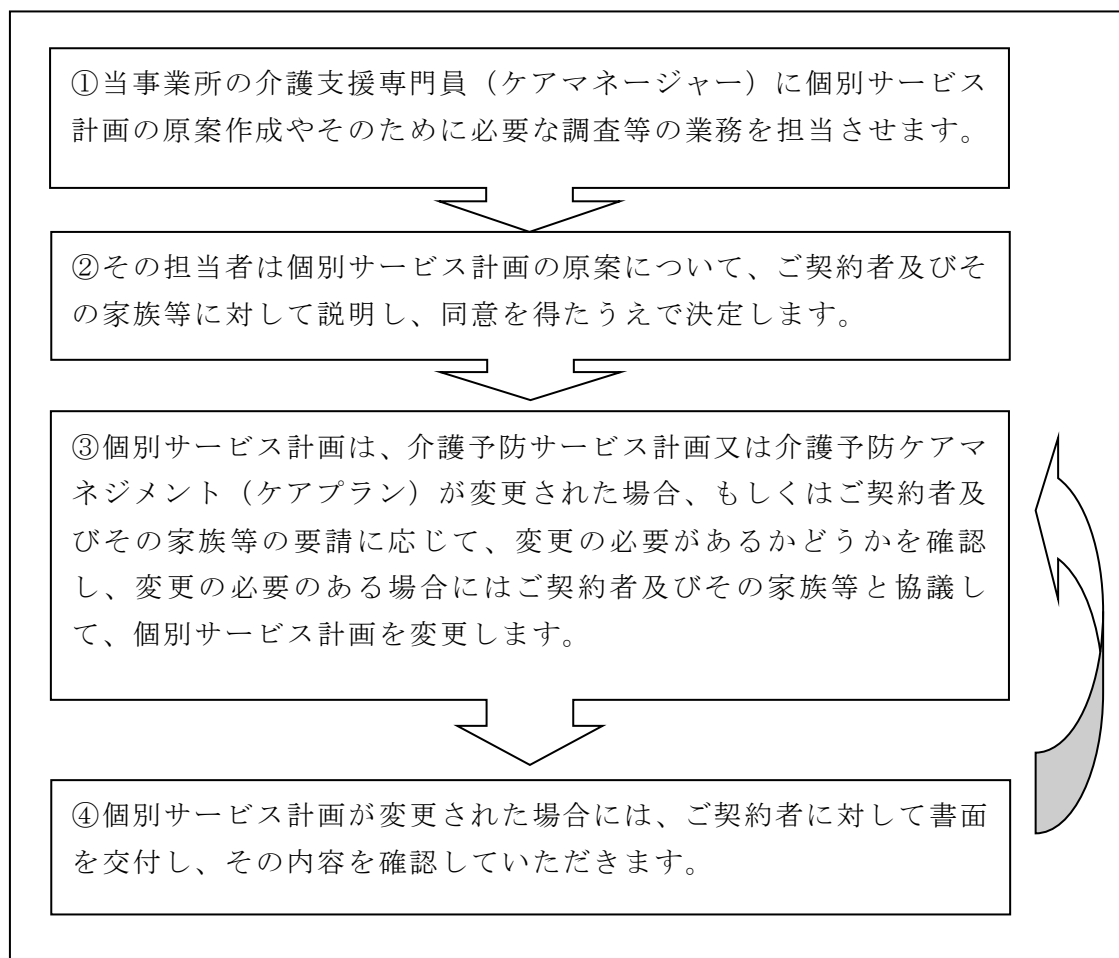 ①当事業所の介護支援専門員（ケアマネージャー）に個別サービス
計画の原案作成やそのために必要な調査等の業務を担当させます。
②その担当者は個別サービス計画の原案について、ご契約者及びそ
の家族等に対して説明し、同意を得たうえで決定します。
③個別サービス計画は、介護予防サービス計画又は介護予防ケアマ
ネジメント（ケアプラン）が変更された場合、もしくはご契約者及
びその家族等の要請に応じて、変更の必要があるかどうかを確認
し、変更の必要のある場合にはご契約者及びその家族等と協議し
て、個別サービス計画を変更します。
④個別サービス計画が変更された場合には、ご契約者に対して書面
を交付し、その内容を確認していただきます。